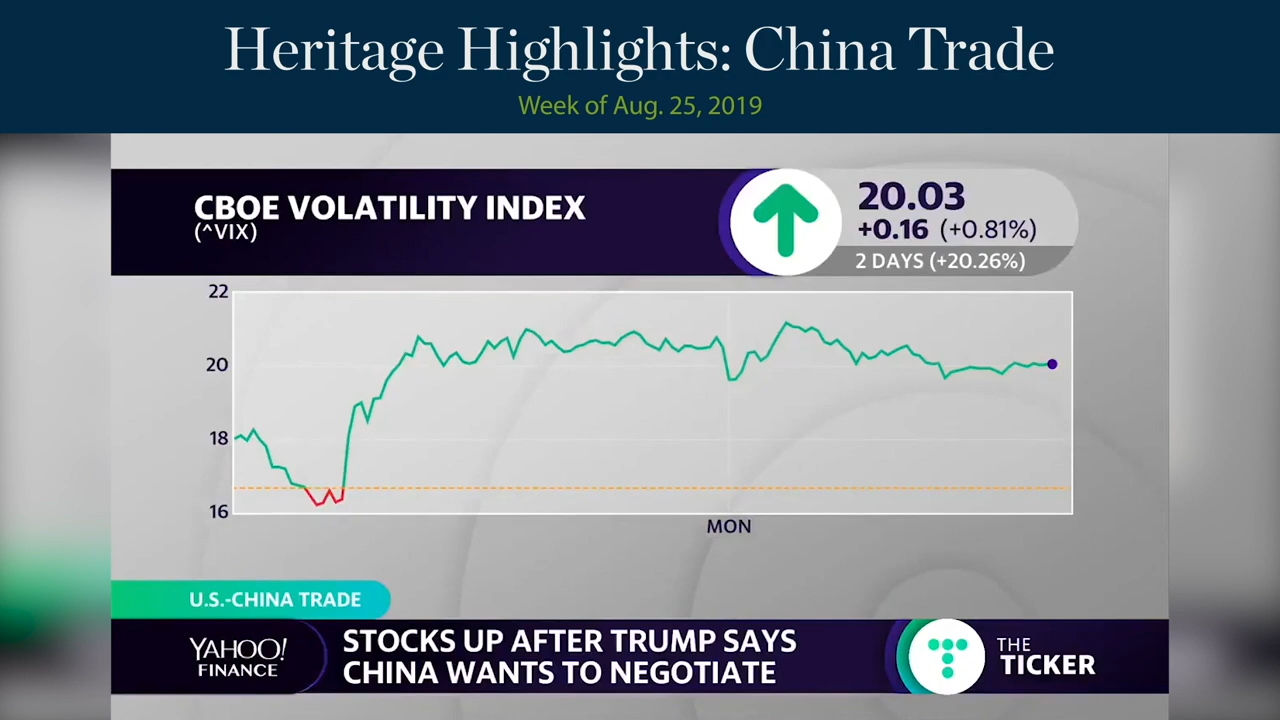 Heritage Highlights: China Trade
Week of Aug. 25, 2019
CBOE VOLATILITY INDEX
(^VIX)
20.03
+0.16 (+0.81%)
2 DAYS (+20.26%)
22
20
18
16
MON
U.S.-CHINA TRADE
YAHOO!
FINANCE
STOCKS UP AFTER TRUMP SAYS
CHINA WANTS TO NEGOTIATE
THE
TICKER